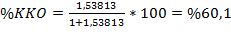 %KKO = 1,53813 / 1+1,53813 * 100 = %60,1